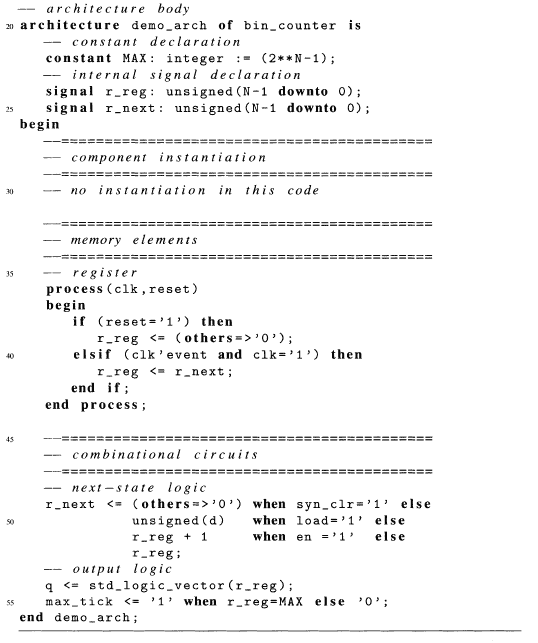 -- architecture body
20 architecture demo_arch of bin_counter is
-- constant declaration
constant MAX: integer := (2**N-1);
-- internal signal declaration
signal r_reg: unsigned(N-1 downto 0);
25 signal r_next: unsigned(N-1 downto 0);
begin
--===========================================
-- component instantiation
--===========================================
30 -- no instantiation in this code
--===========================================
-- memory elements
--===========================================
35 -- register
process(clk,reset)
begin
if (reset='1') then
r_reg <= (others=>'0');
40 elsif (clk'event and clk='1') then
r_reg <= r_next;
end if;
end process;
45 --===========================================
-- combinational circuits
--===========================================
-- next-state logic
r_next <= (others=>'0') when syn_clr='1' else
50 unsigned(d) when load='1' else
r_reg + 1 when en ='1' else
r_reg;
-- output logic
q <= std_logic_vector(r_reg);
55 max_tick <= '1' when r_reg=MAX else '0';
end demo_arch;